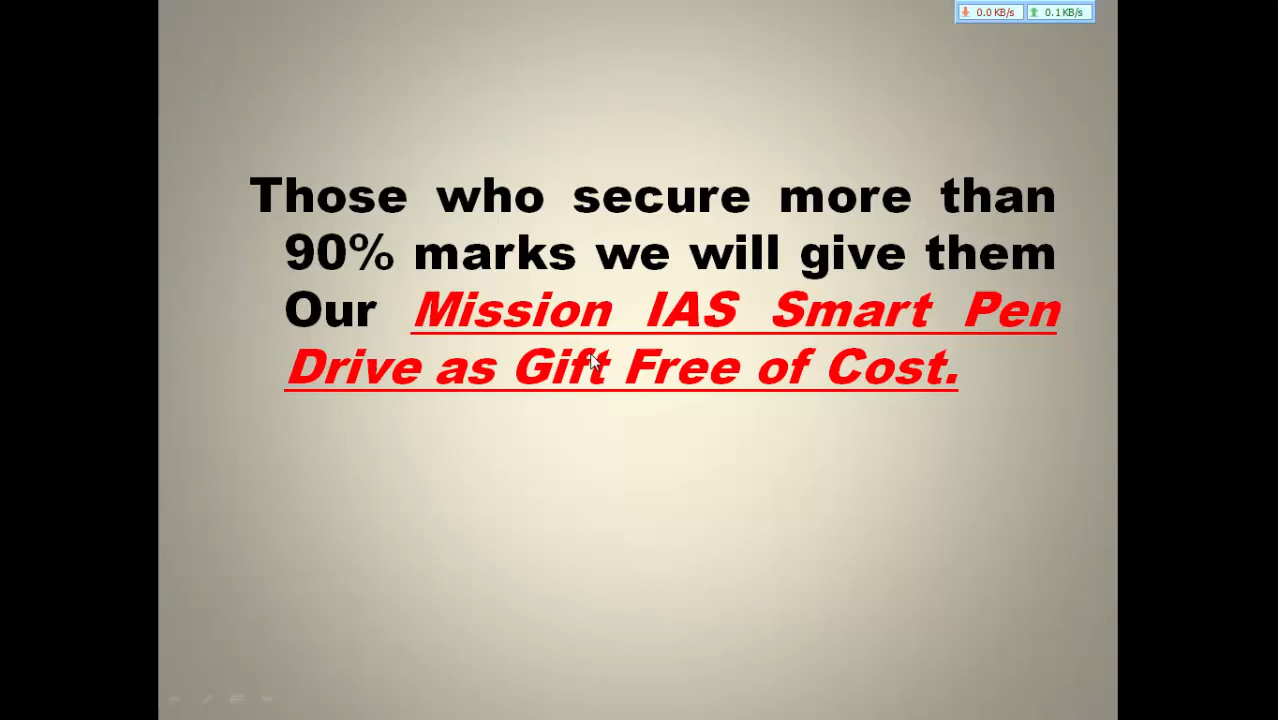 0.0 KB/s 0.1 KB/s
Those who secure more than
90% marks we will give them
Our Mission IAS Smart Pen
Drive as Gift Free of Cost.